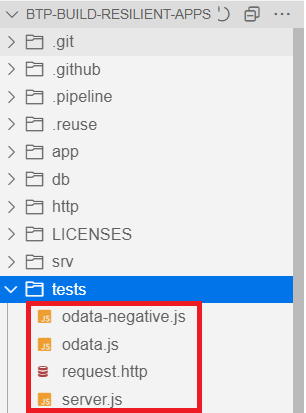 BTP-BUILD-RESILIENT-APPS
.git
.github
.pipeline
.reuse
app
db
http
LICENSES
srv
tests
JS odata-negative.js
JS odata.js
request.http
JS server.js